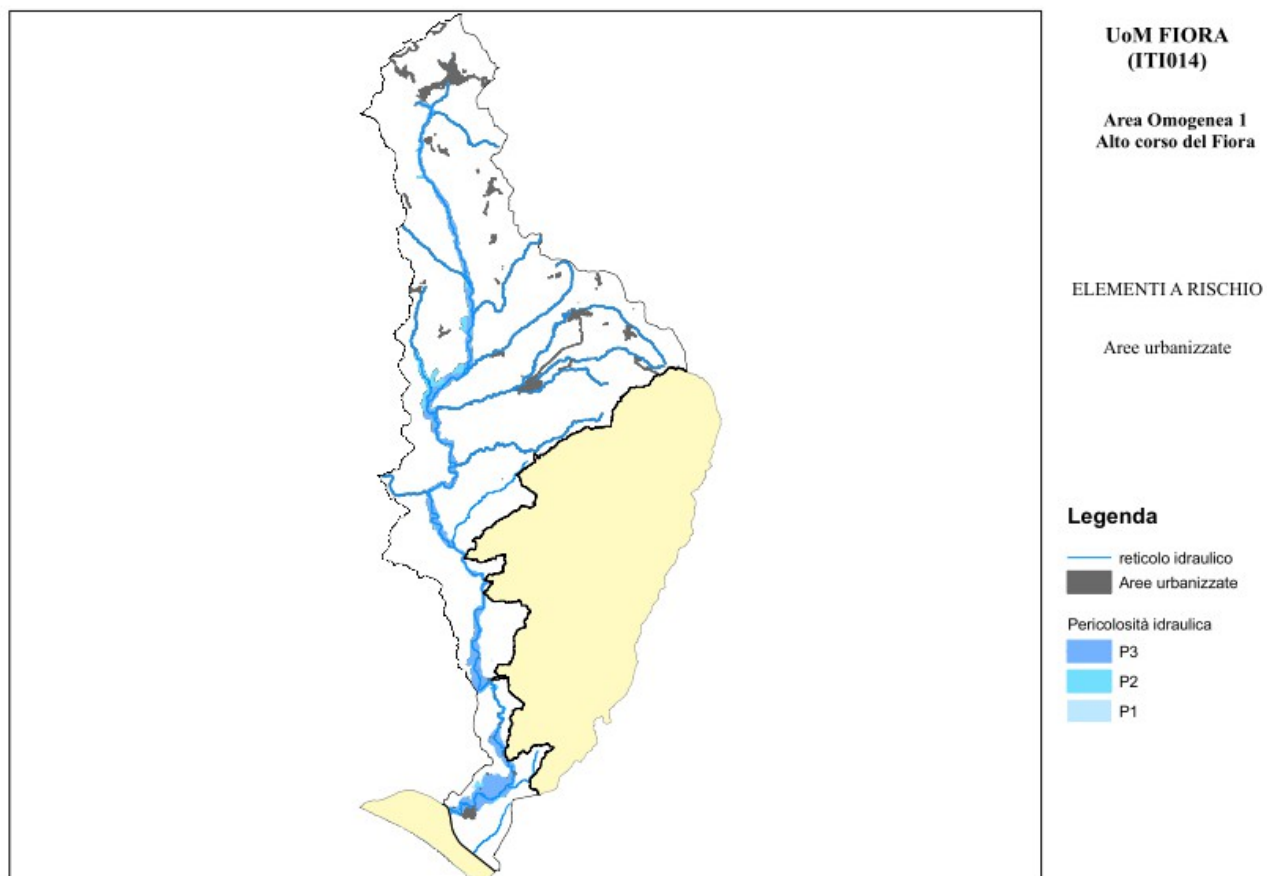 UoM FIORA
(ITI014)
Area Omogenea 1
Alto corso del Fiora
ELEMENTI A RISCHIO
Aree urbanizzate
Legenda
reticolo idraulico
Aree urbanizzate
Pericolosità idraulica
P3
P2
P1